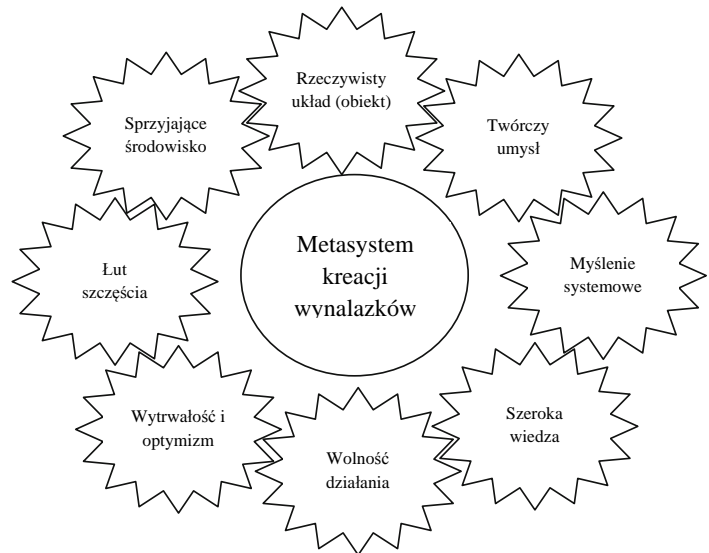 Rzeczywisty
układ (obiekt)
Sprzyjające
środowisko
Twórczy
umysł
Łut
szczęścia
Metasystem
kreacji
wynalazków
Myślenie
systemowe
Wytrwałość i
optymizm
Szeroka
wiedza
Wolność
działania